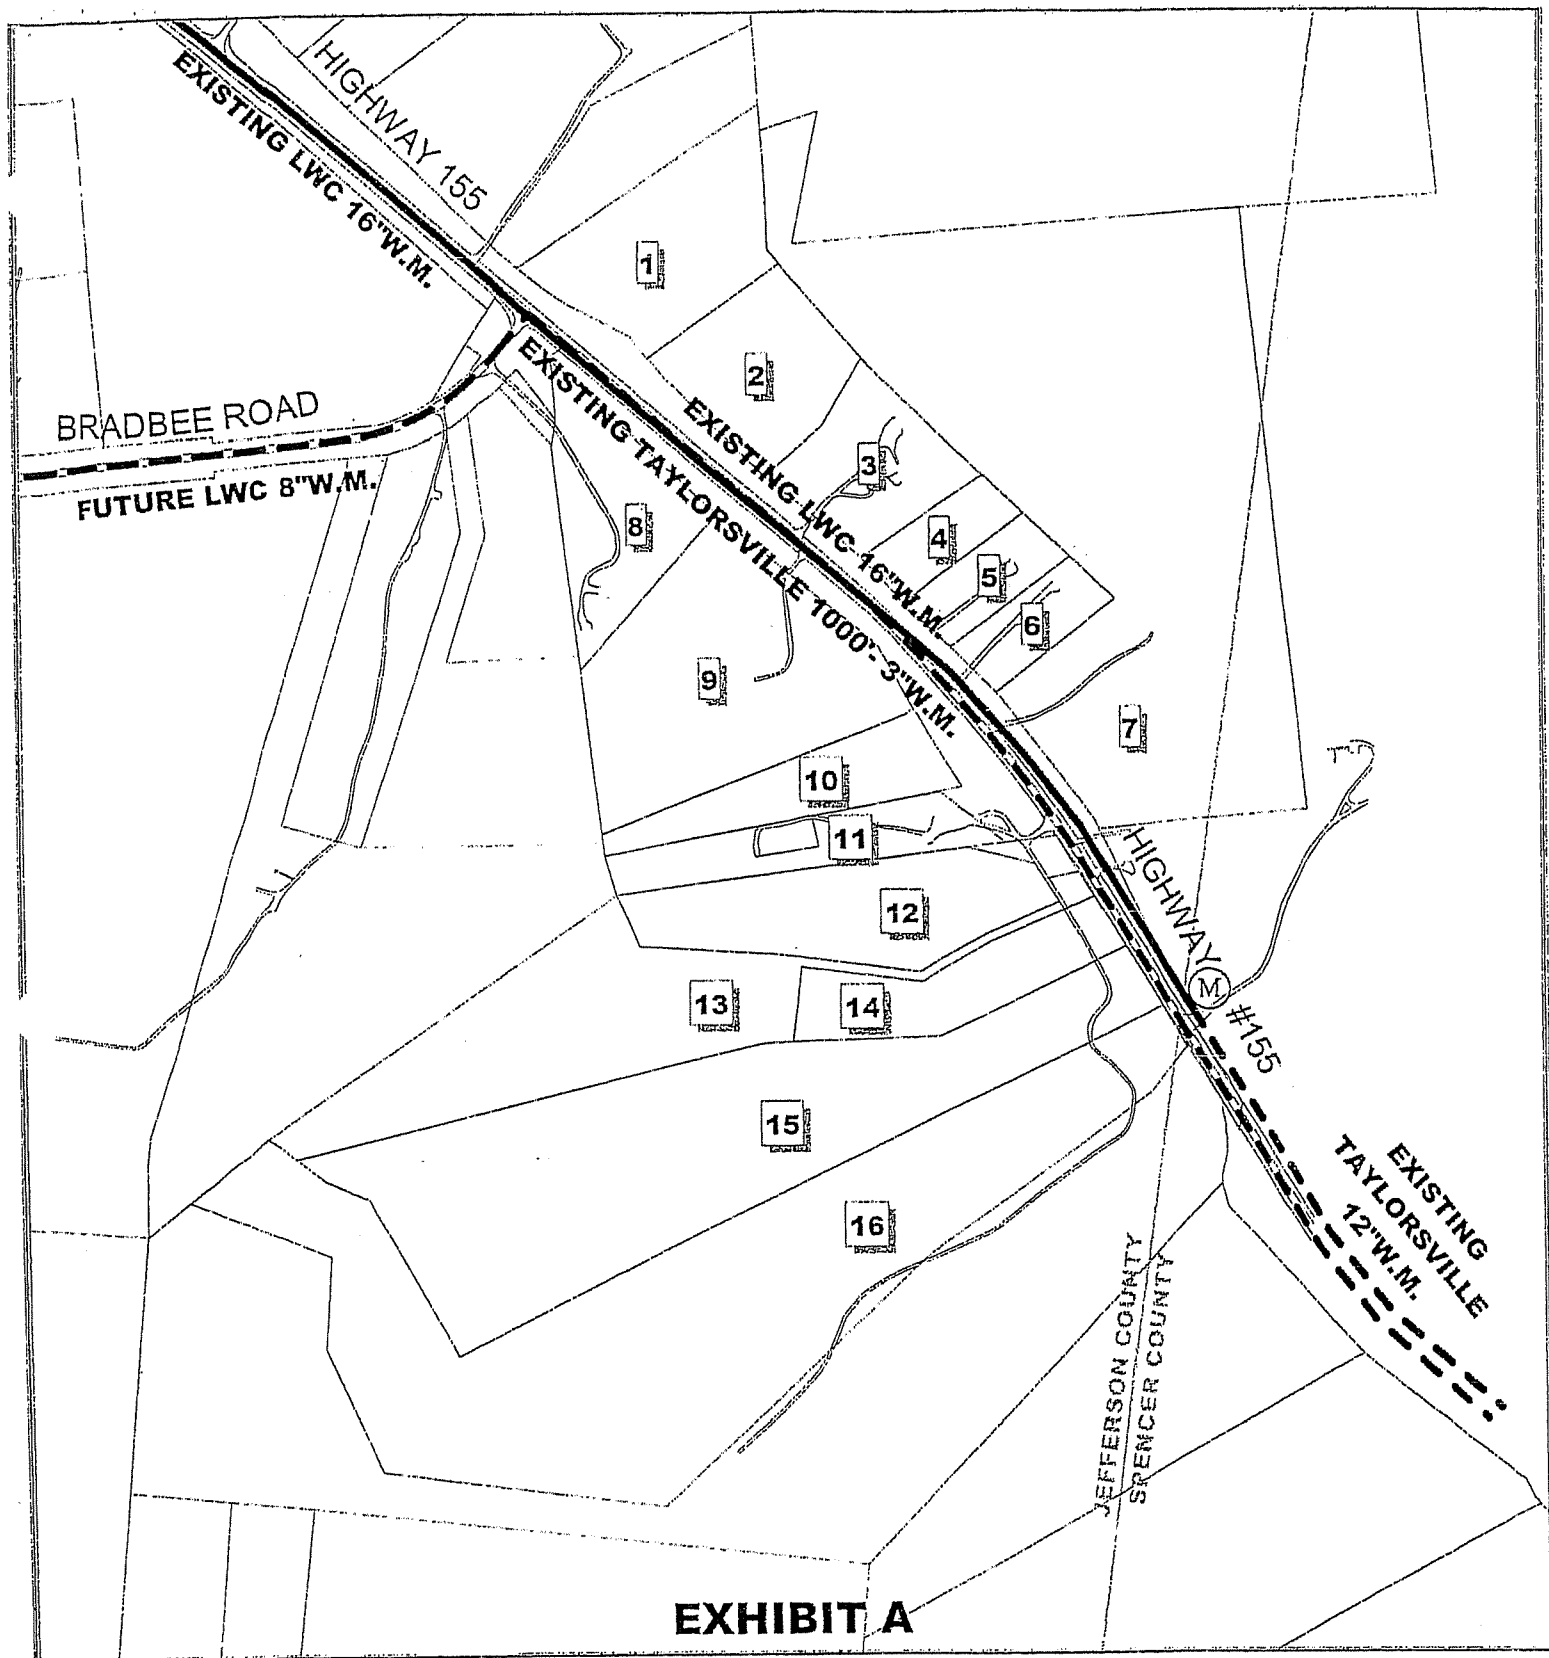 HIGHWAY 155
EXISTING LWC 16"W.M.
1
2
BRADBEE ROAD
FUTURE LWC 8"W.M.
EXISTING LWC 16"W.M.
EXISTING TAYLORSVILLE 1000'- 3"W.M.
3
4
5
6
7
8
9
10
11
12
13
14
15
16
HIGHWAY
M
#155
EXISTING
TAYLORSVILLE
12"W.M.
JEFFERSON COUNTY
SPENCER COUNTY
EXHIBIT A